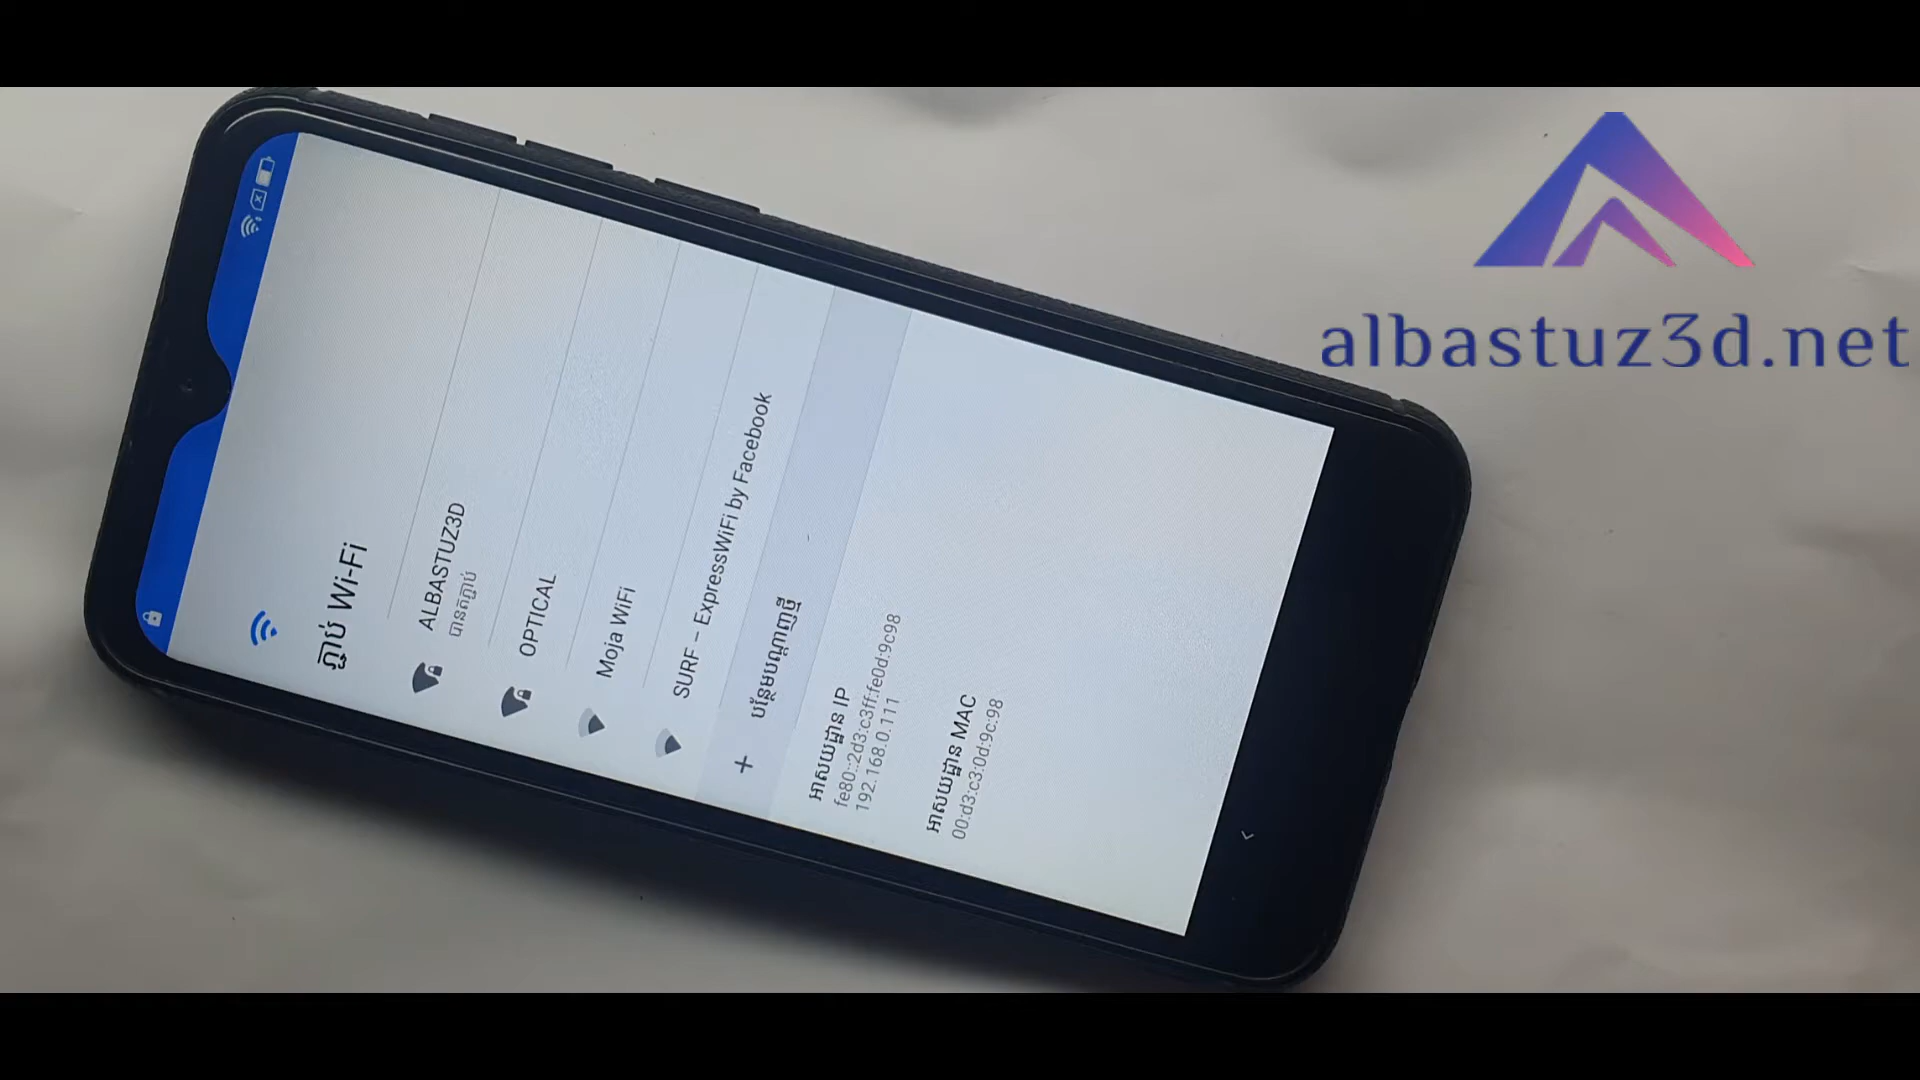 ភ្ជាប់ Wi-Fi
ALBASTUZ3D
បានតភ្ជាប់
OPTICAL
Moja WiFi
SURF – ExpressWiFi by Facebook
+ បន្ថែមបណ្ដាញថ្មី
អាសយដ្ឋាន IP
fe80::2d3:c3ff:fe0d:9c98
192.168.0.111
អាសយដ្ឋាន MAC
00:d3:c3:0d:9c:98
albastuz3d.net